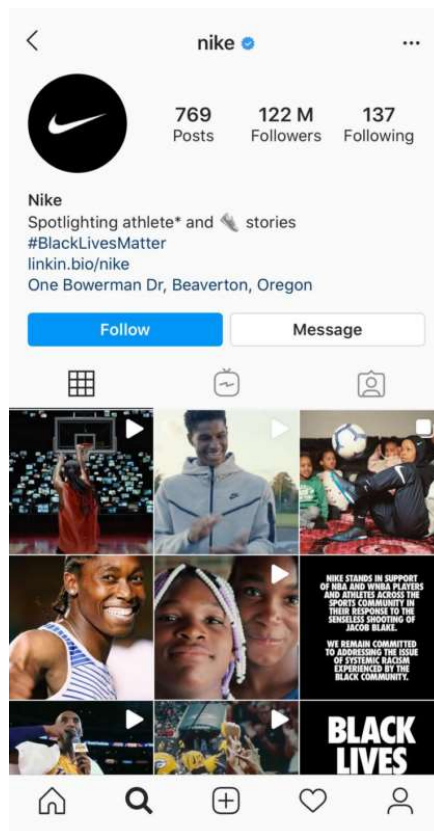 nike
769 122 M 137
Posts Followers Following
Nike
Spotlighting athlete* and 👟 stories
#BlackLivesMatter
linkin.bio/nike
One Bowerman Dr, Beaverton, Oregon
Follow Message
NIKE STANDS IN SUPPORT
OF NBA AND WNBA PLAYERS
AND ATHLETES ACROSS THE
SPORTS COMMUNITY IN
THEIR RESPONSE TO THE
SENSELESS SHOOTING OF
JACOB BLAKE.
WE REMAIN COMMITTED
TO ADDRESSING THE ISSUE
OF SYSTEMIC RACISM
EXPERIENCED BY THE
BLACK COMMUNITY.
BLACK
LIVES